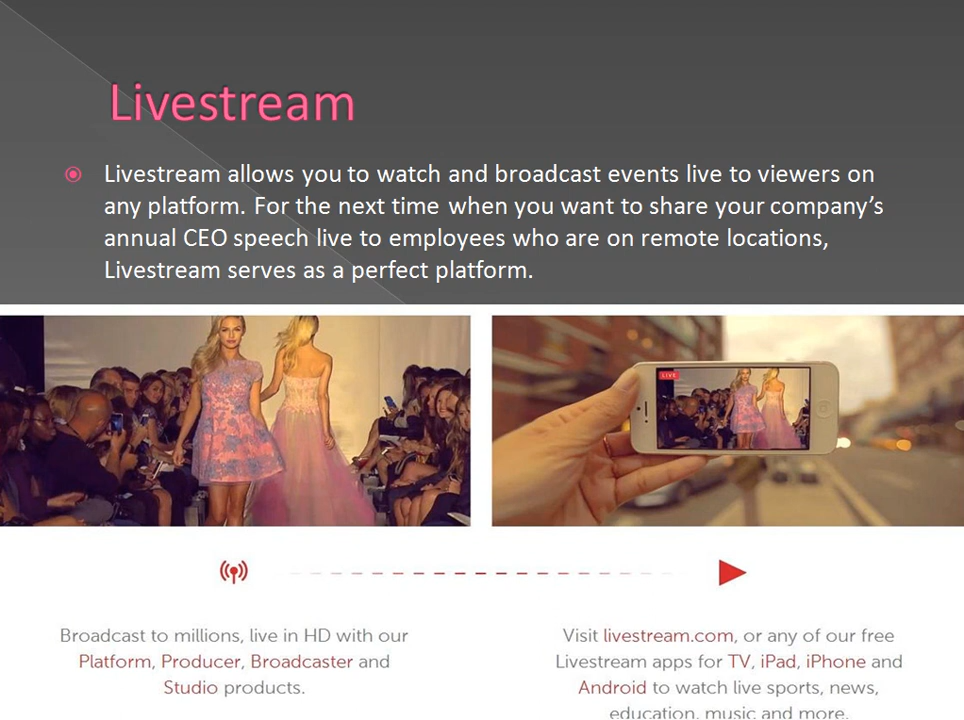 Livestream
Livestream allows you to watch and broadcast events live to viewers on
any platform. For the next time when you want to share your company’s
annual CEO speech live to employees who are on remote locations,
Livestream serves as a perfect platform.
LIVE
Broadcast to millions, live in HD with our
Platform, Producer, Broadcaster and
Studio products.
Visit livestream.com, or any of our free
Livestream apps for TV, iPad, iPhone and
Android to watch live sports, news,
education, music and more.